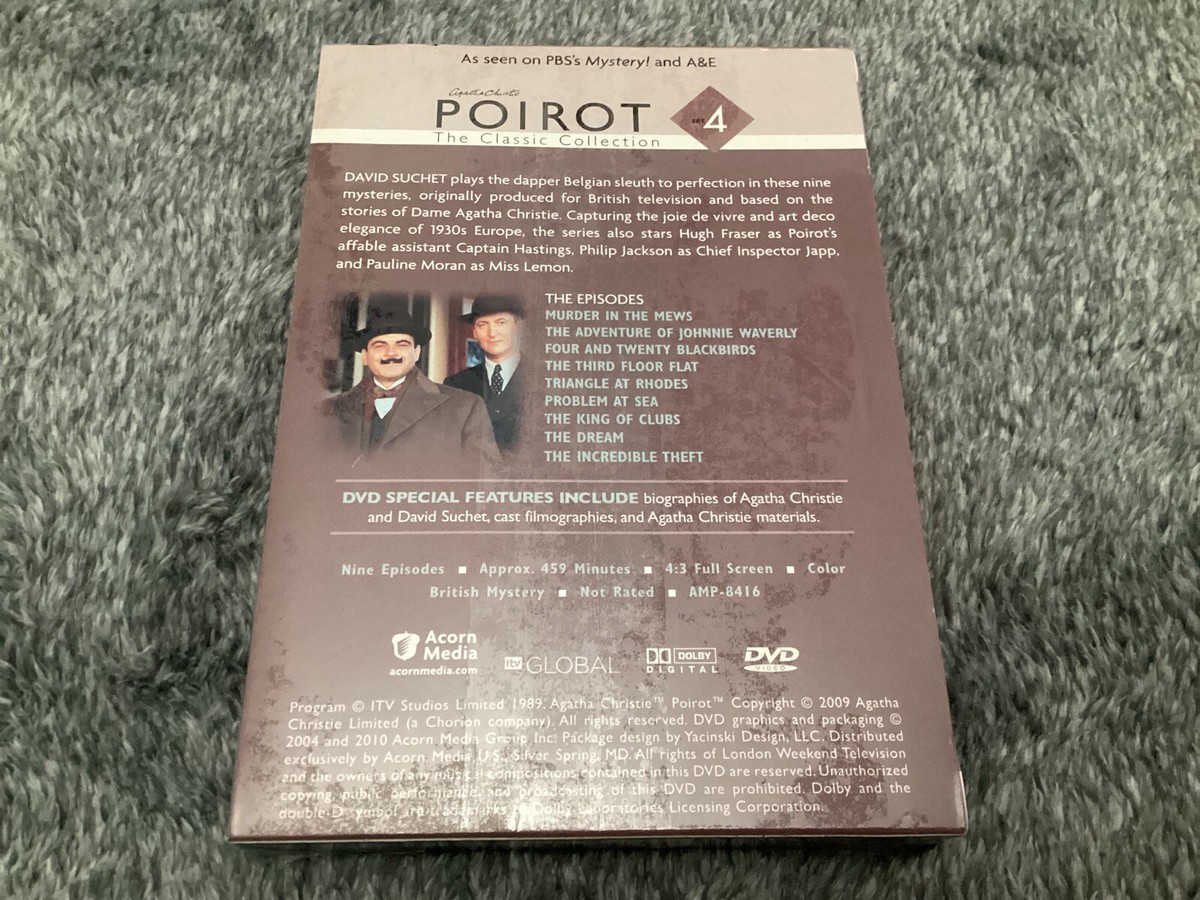 As seen on PBS's Mystery! and A&E
Agatha Christie
POIROT
set 4
The Classic Collection
DAVID SUCHET plays the dapper Belgian sleuth to perfection in these nine
mysteries, originally produced for British television and based on the
stories of Dame Agatha Christie. Capturing the joie de vivre and art deco
elegance of 1930s Europe, the series also stars Hugh Fraser as Poirot's
affable assistant Captain Hastings, Philip Jackson as Chief Inspector Japp,
and Pauline Moran as Miss Lemon.
THE EPISODES
MURDER IN THE MEWS
THE ADVENTURE OF JOHNNIE WAVERLY
FOUR AND TWENTY BLACKBIRDS
THE THIRD FLOOR FLAT
TRIANGLE AT RHODES
PROBLEM AT SEA
THE KING OF CLUBS
THE DREAM
THE INCREDIBLE THEFT
DVD SPECIAL FEATURES INCLUDE biographies of Agatha Christie
and David Suchet, cast filmographies, and Agatha Christie materials.
Nine Episodes ■ Approx. 459 Minutes ■ 4:3 Full Screen ■ Color
British Mystery ■ Not Rated ■ AMP-8416
Acorn
Media
acornmedia.com
itv GLOBAL
DOLBY
DIGITAL
DVD
VIDEO
Program © ITV Studios Limited 1989. Agatha Christie™ Poirot™ Copyright © 2009 Agatha
Christie Limited (a Chorion company). All rights reserved. DVD graphics and packaging ©
2004 and 2010 Acorn Media Group Inc. Package design by Yacinski Design, LLC. Distributed
exclusively by Acorn Media U.S., Silver Spring, MD. All rights of London Weekend Television
and the owners of any musical compositions contained in this DVD are reserved. Unauthorized
copying, public performance, and broadcasting of this DVD are prohibited. Dolby and the
double-D symbol are trademarks of Dolby Laboratories Licensing Corporation.